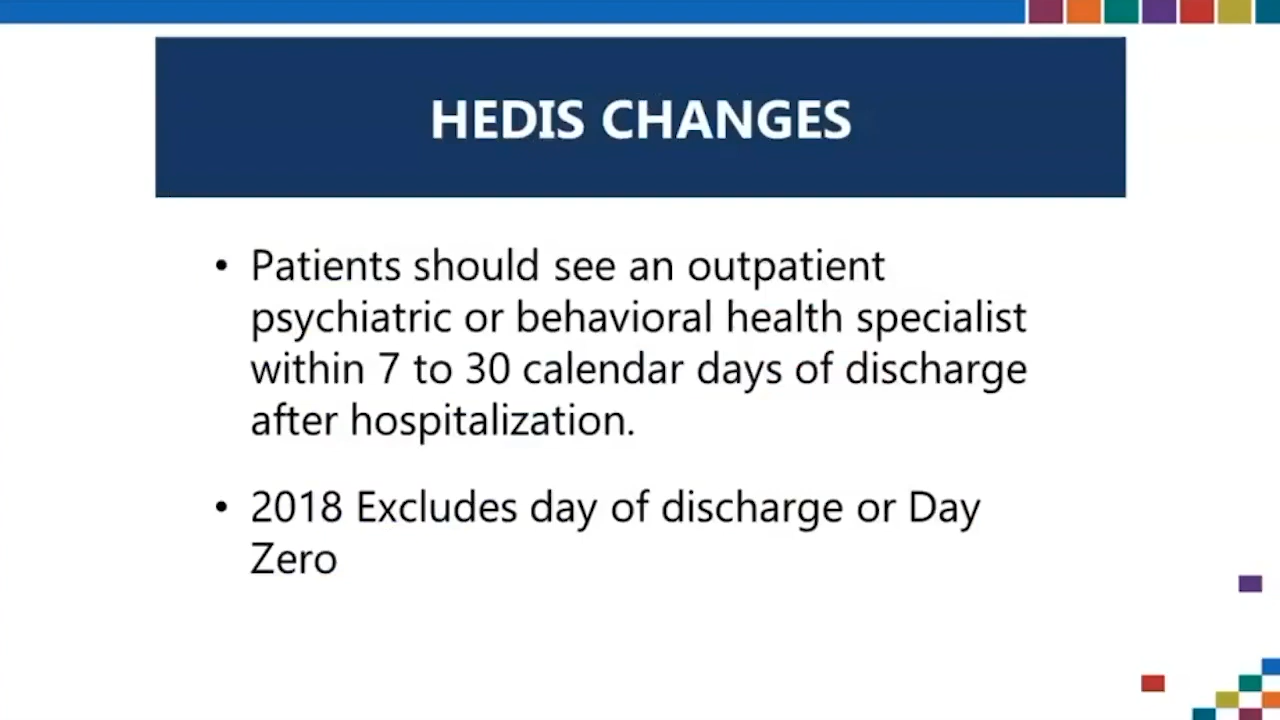 HEDIS CHANGES
• Patients should see an outpatient
psychiatric or behavioral health specialist
within 7 to 30 calendar days of discharge
after hospitalization.
• 2018 Excludes day of discharge or Day
Zero